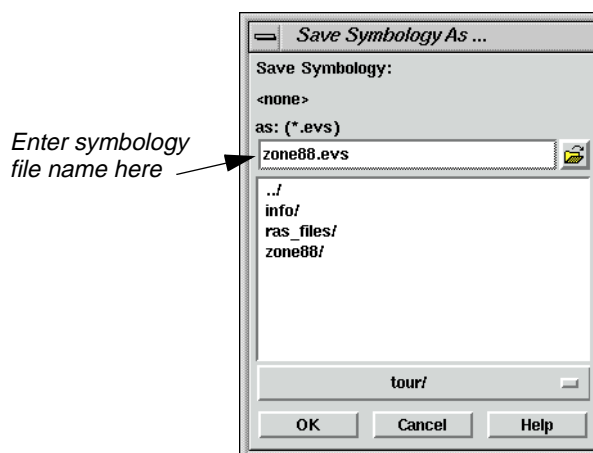 Save Symbology As ...
Save Symbology:
<none>
as: (*.evs)
Enter symbology
file name here
zone88.evs
../
info/
ras_files/
zone88/
tour/
OK Cancel Help